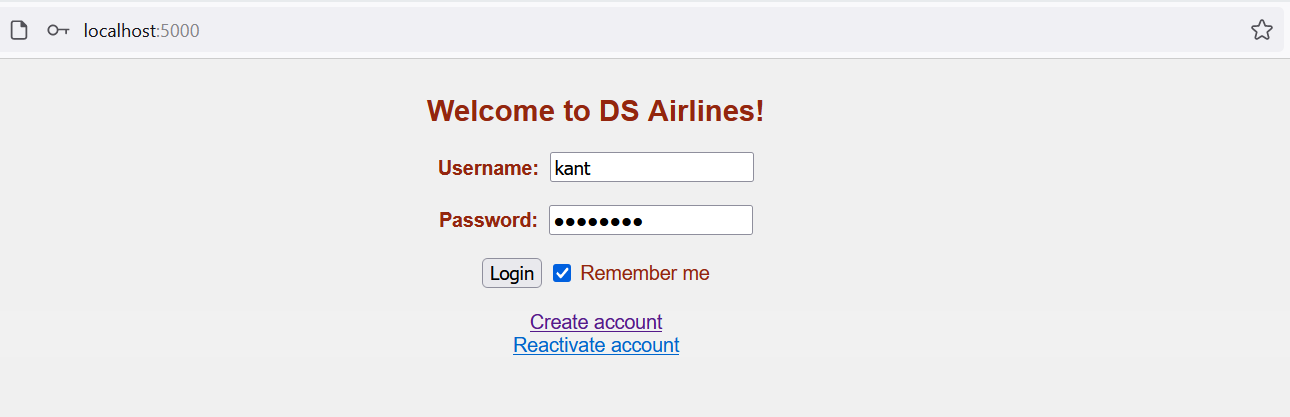 localhost:5000
Welcome to DS Airlines!
Username: kant
Password: ●●●●●●●●
Login Remember me
Create account
Reactivate account